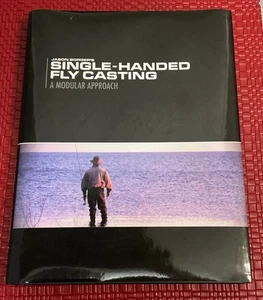 JASON BORGER'S
SINGLE-HANDED
FLY CASTING
A MODULAR APPROACH